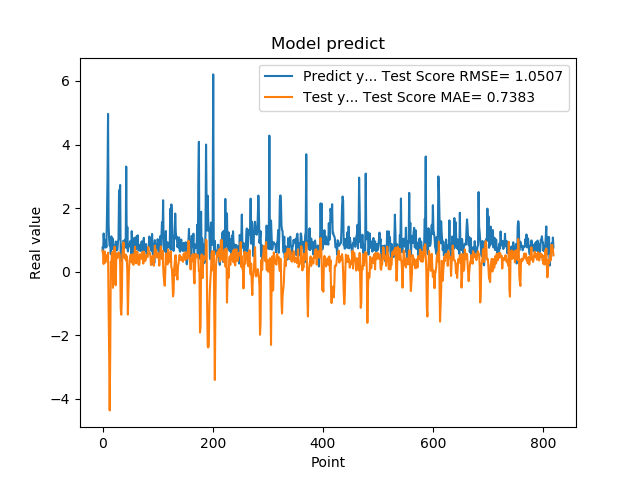 Model predict
Predict y... Test Score RMSE= 1.0507
Test y... Test Score MAE= 0.7383
6
4
2
0
−2
−4
Real value
0 200 400 600 800
Point